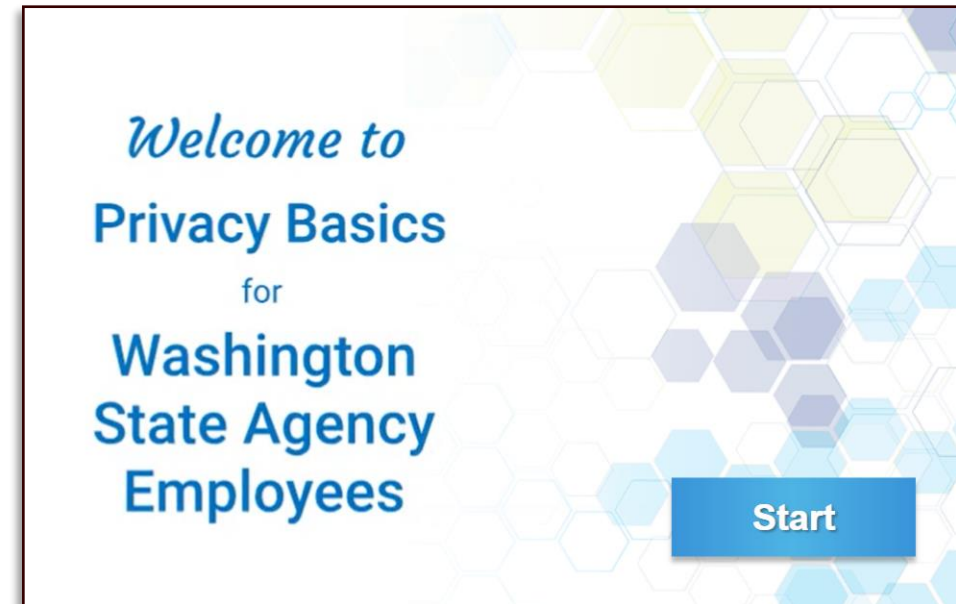 Welcome to
Privacy Basics
for
Washington
State Agency
Employees
Start